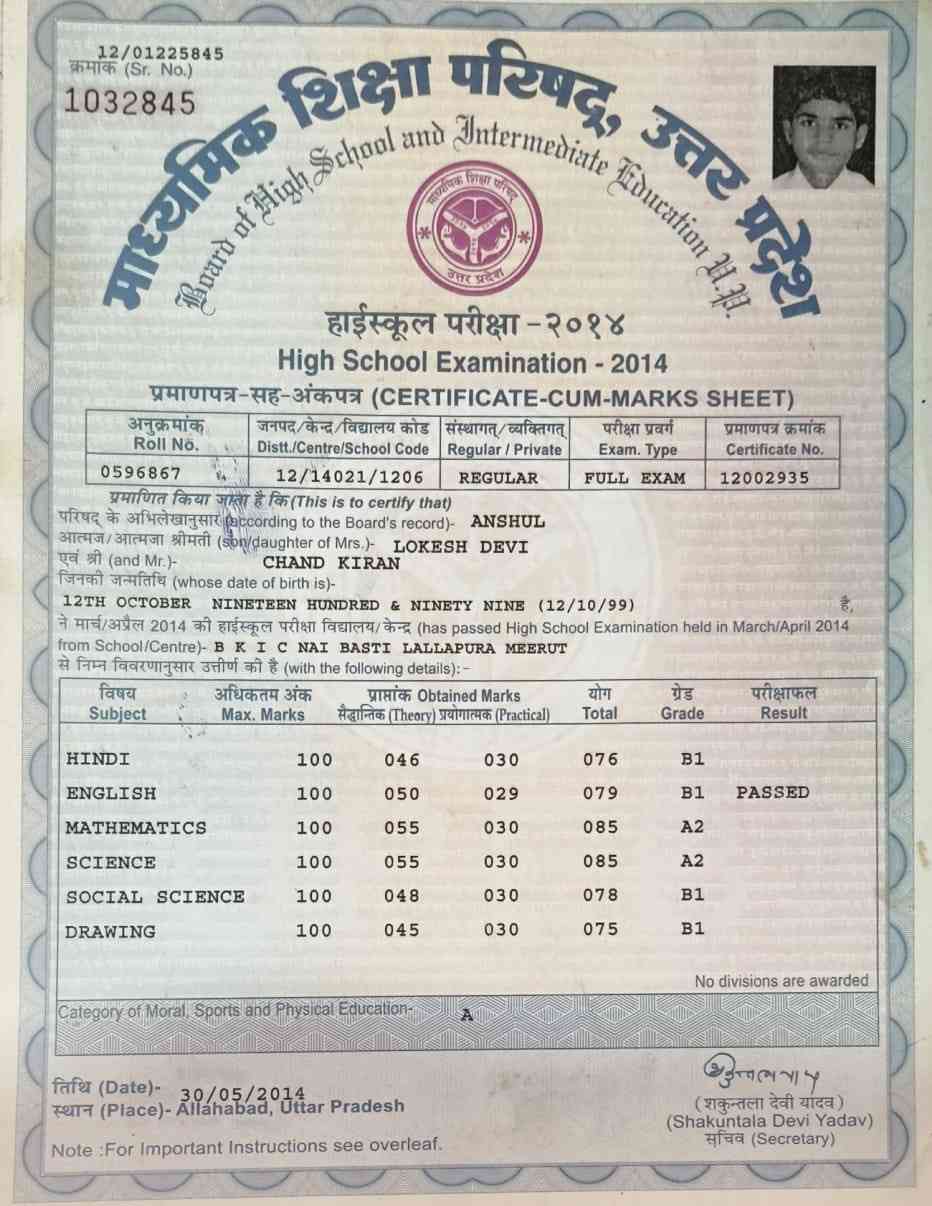 12/01225845
क्रमांक (Sr. No.)
1032845
माध्यमिक शिक्षा परिषद्, उत्तर प्रदेश
Board of High School and Intermediate Education U.P.
माध्यमिक शिक्षा परिषद्
उत्तर प्रदेश
हाईस्कूल परीक्षा -२०१४
High School Examination - 2014
प्रमाणपत्र-सह-अंकपत्र (CERTIFICATE-CUM-MARKS SHEET)
अनुक्रमांक जनपद/केन्द्र/विद्यालय कोड संस्थागत/व्यक्तिगत परीक्षा प्रवर्ग प्रमाणपत्र क्रमांक
Roll No. Distt./Centre/School Code Regular / Private Exam. Type Certificate No.
0596867 12/14021/1206 REGULAR FULL EXAM 12002935
प्रमाणित किया जाता है कि (This is to certify that)
परिषद् के अभिलेखानुसार (according to the Board's record)- ANSHUL
आत्मज/आत्मजा श्रीमती (son/daughter of Mrs.)- LOKESH DEVI
एवं श्री (and Mr.)- CHAND KIRAN
जिनकी जन्मतिथि (whose date of birth is)-
12TH OCTOBER NINETEEN HUNDRED & NINETY NINE (12/10/99) है,
ने मार्च/अप्रैल 2014 की हाईस्कूल परीक्षा विद्यालय/केन्द्र (has passed High School Examination held in March/April 2014
from School/Centre)- B K I C NAI BASTI LALLAPURA MEERUT
से निम्न विवरणानुसार उत्तीर्ण की है (with the following details):-
विषय अधिकतम अंक प्राप्तांक Obtained Marks योग ग्रेड परीक्षाफल
Subject Max. Marks सैद्धान्तिक (Theory) प्रयोगात्मक (Practical) Total Grade Result
HINDI 100 046 030 076 B1
ENGLISH 100 050 029 079 B1 PASSED
MATHEMATICS 100 055 030 085 A2
SCIENCE 100 055 030 085 A2
SOCIAL SCIENCE 100 048 030 078 B1
DRAWING 100 045 030 075 B1
No divisions are awarded
Category of Moral, Sports and Physical Education- A
तिथि (Date)- 30/05/2014
स्थान (Place)- Allahabad, Uttar Pradesh
(शकुन्तला देवी यादव)
(Shakuntala Devi Yadav)
सचिव (Secretary)
Note :For Important Instructions see overleaf.